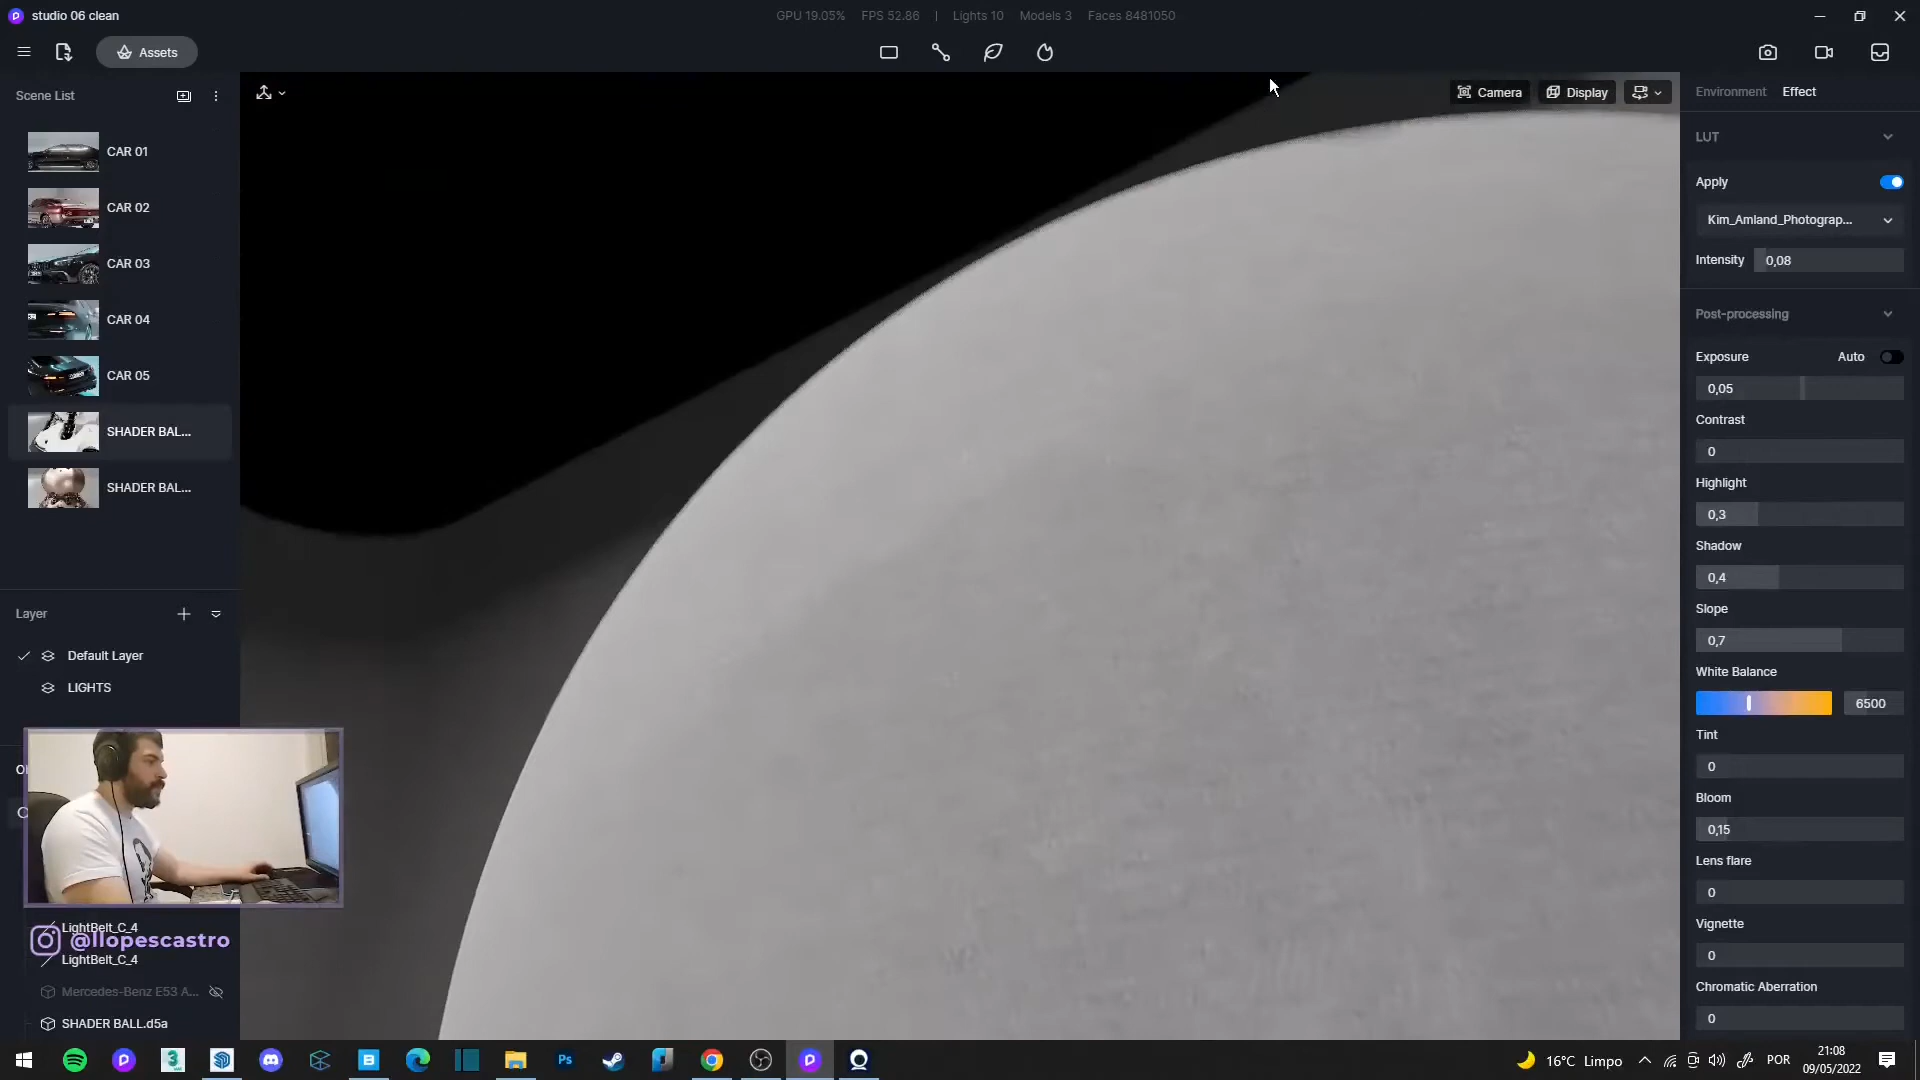 studio 06 clean
GPU 19.05% FPS 52.86 | Lights 10 Models 3 Faces 8481050
Assets
Scene List
Camera
Display
Environment Effect
CAR 01
CAR 02
CAR 03
CAR 04
CAR 05
SHADER BAL...
SHADER BAL...
LUT
Apply
Kim_Amland_Photograp...
Intensity 0,08
Post-processing
Exposure Auto
0,05
Contrast
0
Highlight
0,3
Shadow
0,4
Slope
0,7
White Balance
6500
Tint
0
Bloom
0,15
Lens flare
0
Vignette
0
Chromatic Aberration
0
Layer
Default Layer
LIGHTS
LightBelt_C_4
@llopescastro
LightBelt_C_4
Mercedes-Benz E53 A...
SHADER BALL.d5a
16°C Limpo
POR
21:08
09/05/2022